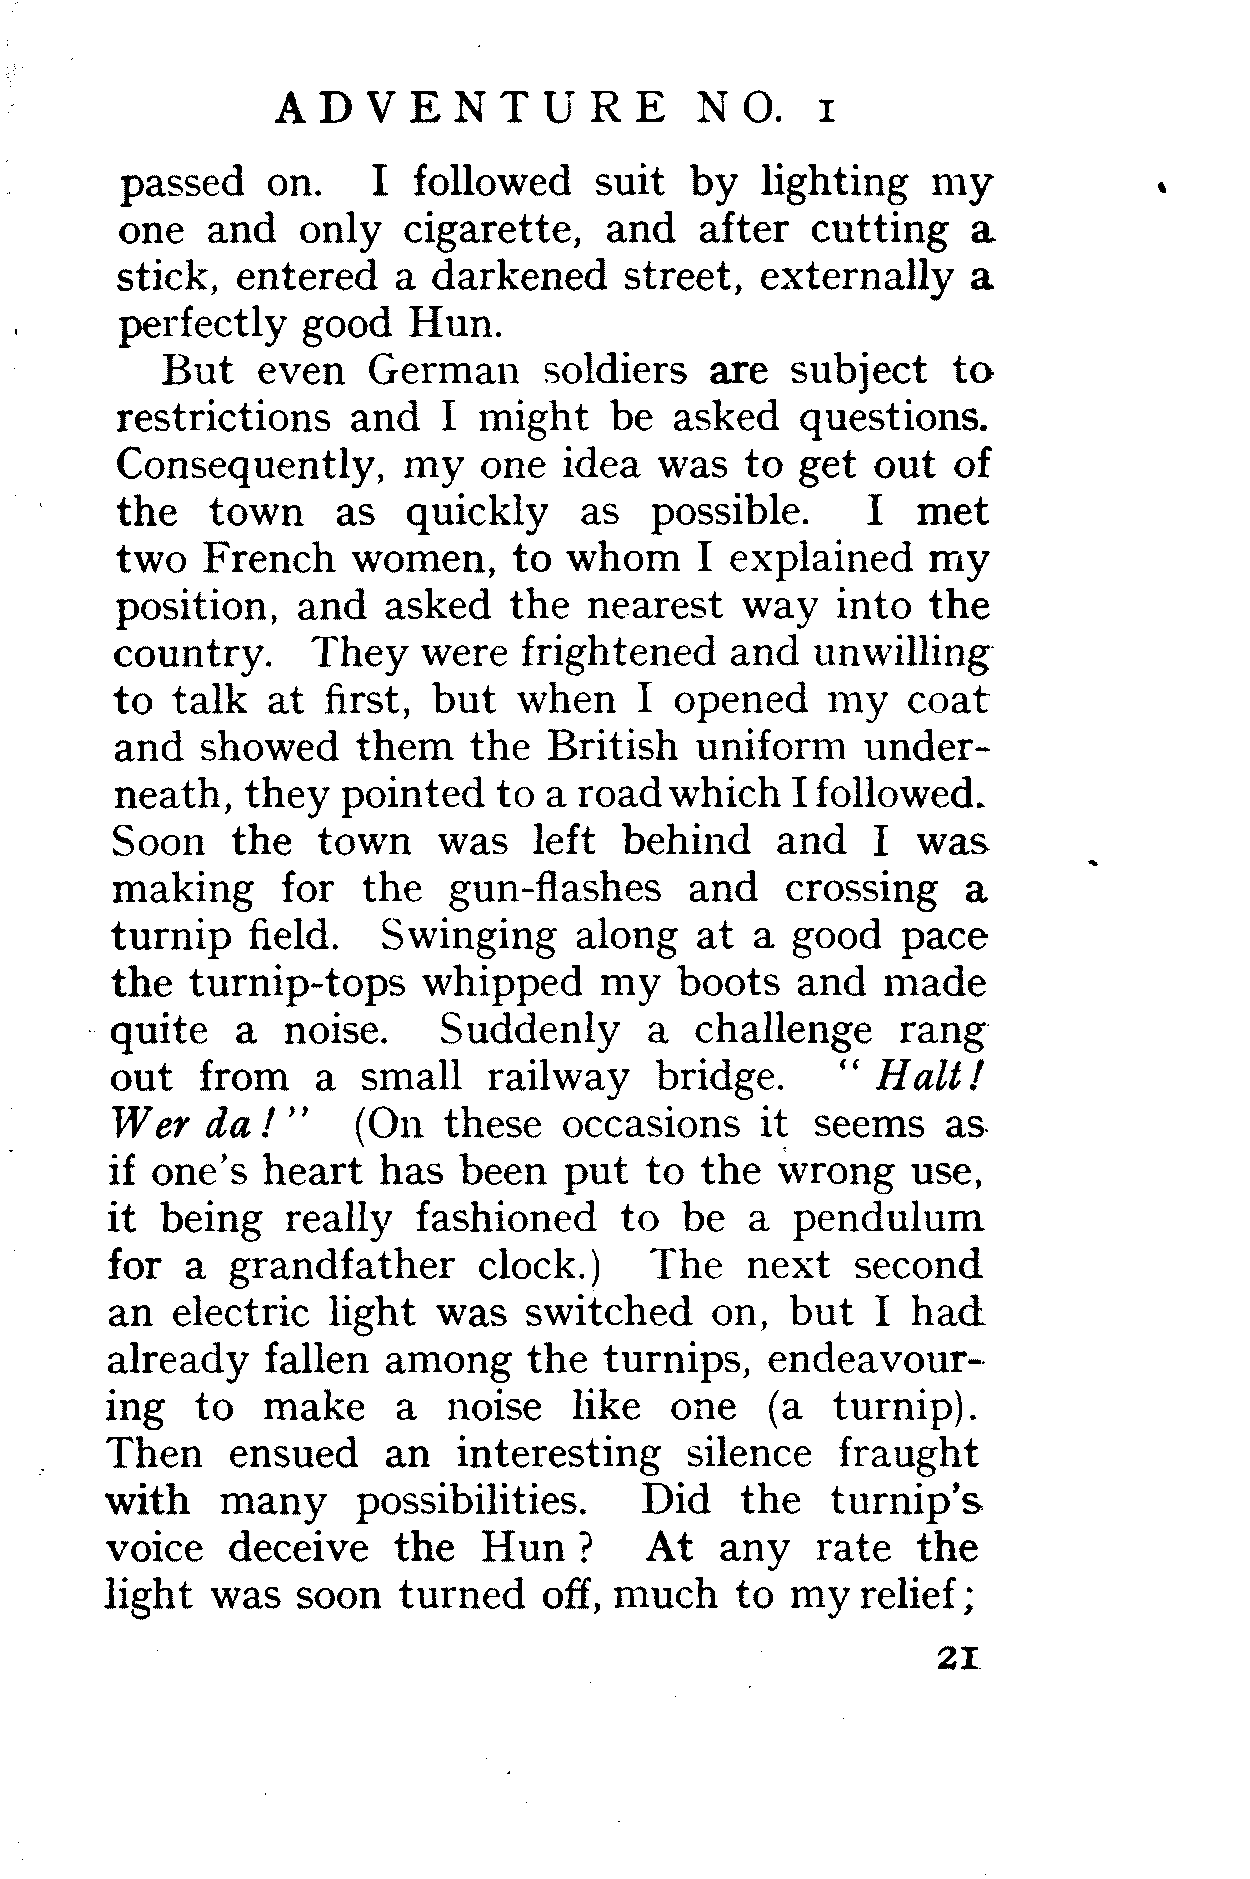 ADVENTURE NO. 1
passed on. I followed suit by lighting my
one and only cigarette, and after cutting a
stick, entered a darkened street, externally a
perfectly good Hun.
But even German soldiers are subject to
restrictions and I might be asked questions.
Consequently, my one idea was to get out of
the town as quickly as possible. I met
two French women, to whom I explained my
position, and asked the nearest way into the
country. They were frightened and unwilling
to talk at first, but when I opened my coat
and showed them the British uniform under-
neath, they pointed to a road which I followed.
Soon the town was left behind and I was
making for the gun-flashes and crossing a
turnip field. Swinging along at a good pace
the turnip-tops whipped my boots and made
quite a noise. Suddenly a challenge rang
out from a small railway bridge. “ Halt!
Wer da! ” (On these occasions it seems as
if one's heart has been put to the wrong use,
it being really fashioned to be a pendulum
for a grandfather clock.) The next second
an electric light was switched on, but I had
already fallen among the turnips, endeavour-
ing to make a noise like one (a turnip).
Then ensued an interesting silence fraught
with many possibilities. Did the turnip's
voice deceive the Hun ? At any rate the
light was soon turned off, much to my relief;
21